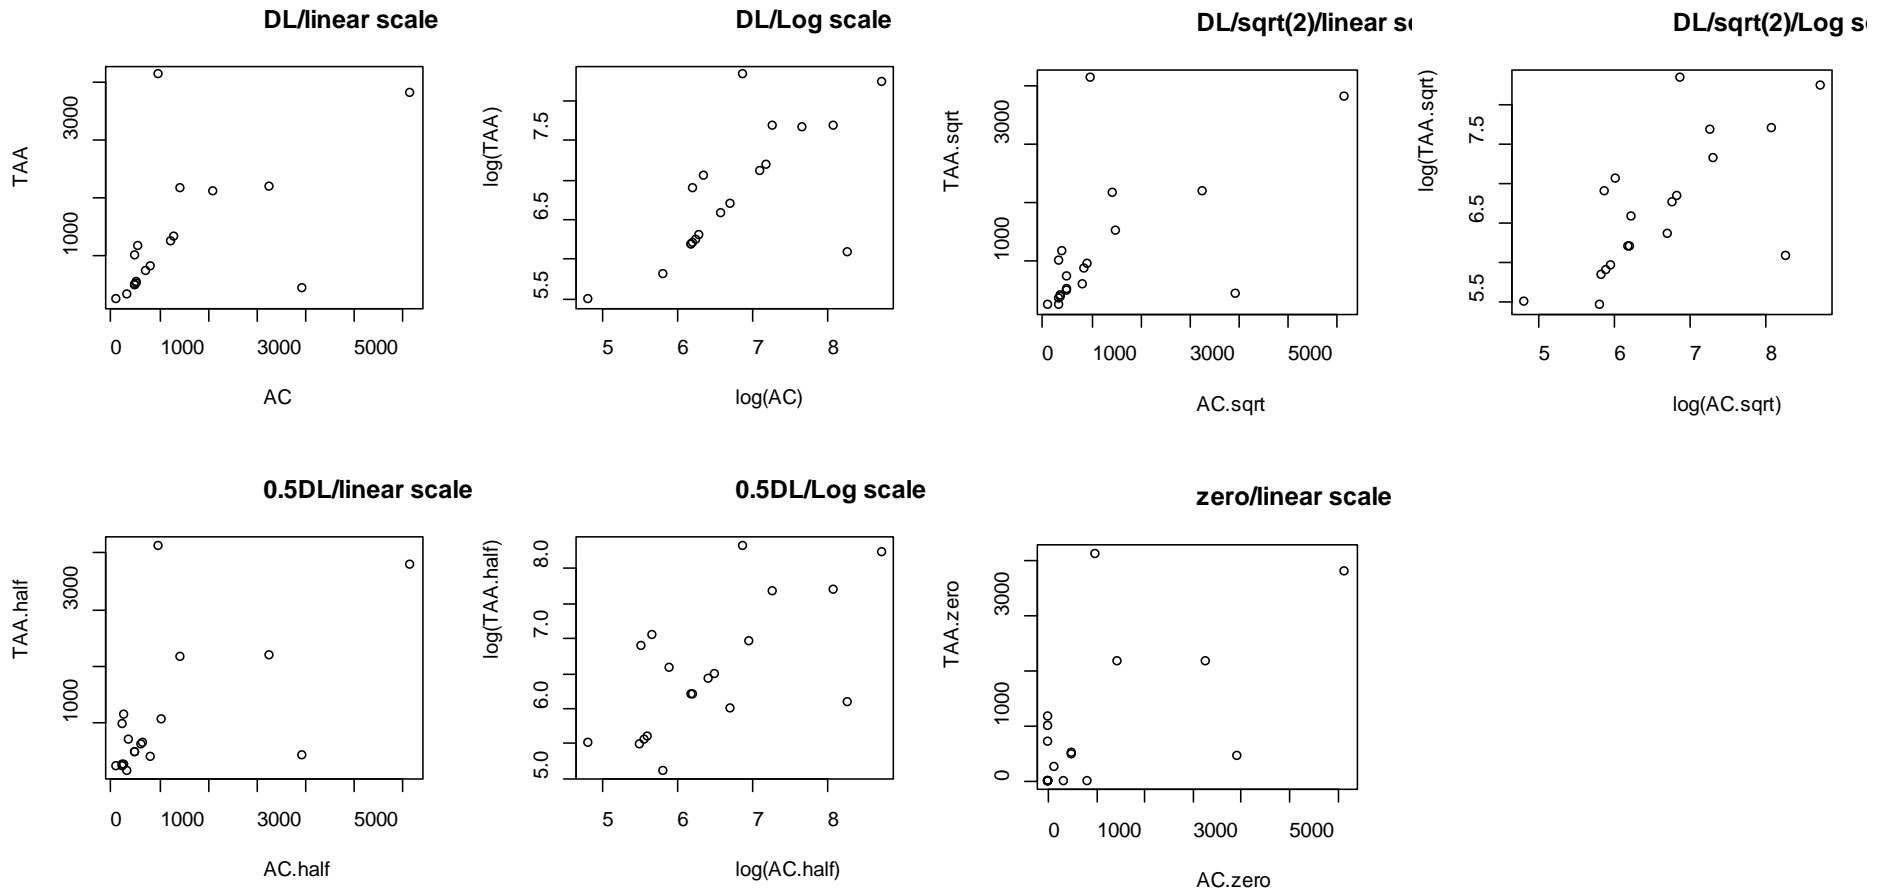 DL/linear scale
TAA
1000
3000
0
1000
3000
5000
AC
DL/Log scale
log(TAA)
5.5
6.5
7.5
5
6
7
8
log(AC)
DL/sqrt(2)/linear
TAA.sqrt
1000
3000
0
1000
3000
5000
AC.sqrt
DL/sqrt(2)/Log
log(TAA.sqrt)
5.5
6.5
7.5
5
6
7
8
log(AC.sqrt)
0.5DL/linear scale
TAA.half
1000
3000
0
1000
3000
5000
AC.half
0.5DL/Log scale
log(TAA.half)
5.0
6.0
7.0
8.0
5
6
7
8
log(AC.half)
zero/linear scale
TAA.zero
0
1000
3000
0
1000
3000
5000
AC.zero